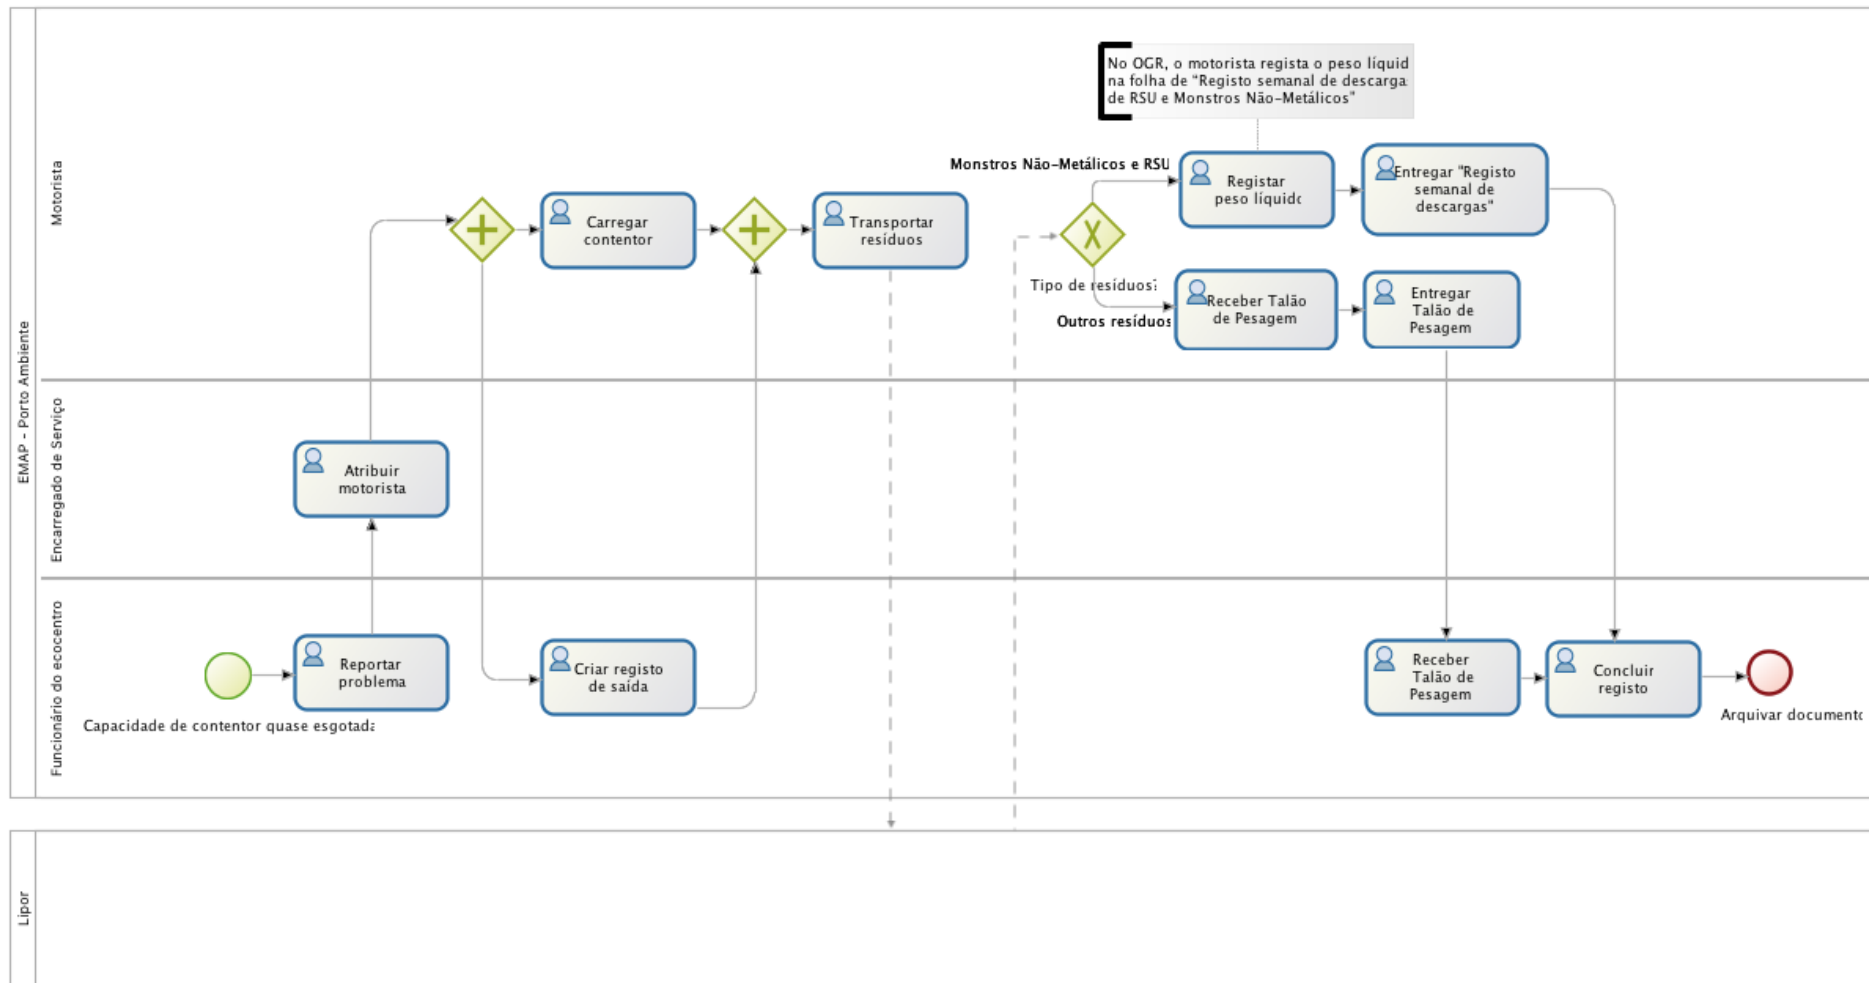 EMAP - Porto Ambiente
Motorista
No OGR, o motorista regista o peso líquid
na folha de "Registo semanal de descarga
de RSU e Monstros Não-Metálicos"
Monstros Não-Metálicos e RSU
Registar
peso líquido
Entregar "Registo
semanal de
descargas"
Carregar
contentor
Transportar
resíduos
Tipo de resíduos?
Outros resíduos
Receber Talão
de Pesagem
Entregar
Talão de
Pesagem
Encarregado de Serviço
Atribuir
motorista
Funcionário do ecocentro
Capacidade de contentor quase esgotada
Reportar
problema
Criar registo
de saída
Receber
Talão de
Pesagem
Concluir
registo
Arquivar documento
Lipor